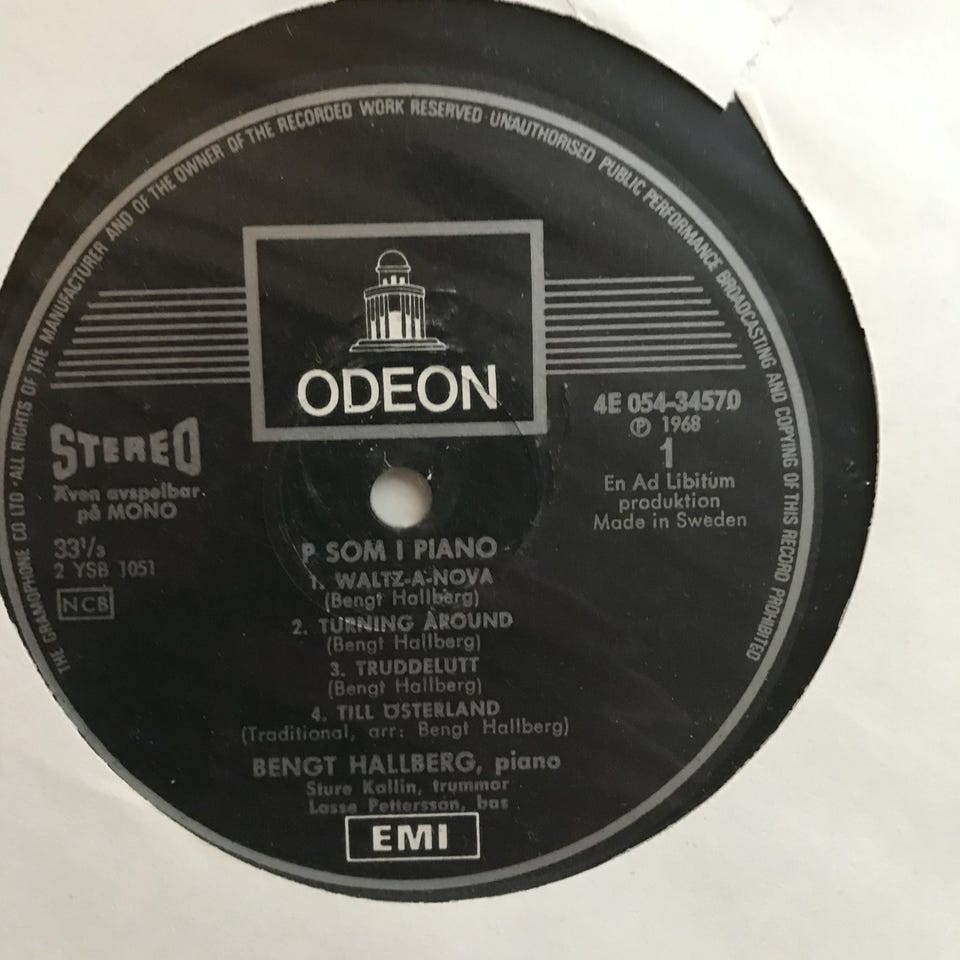 THE GRAMOPHONE CO LTD · ALL RIGHTS OF THE MANUFACTURER AND OF THE OWNER OF THE RECORDED WORK RESERVED · UNAUTHORISED PUBLIC PERFORMANCE BROADCASTING AND COPYING OF THIS RECORD PROHIBITED
ODEON
STEREO
Även avspelbar
på MONO
33⅓
2 YSB 1051
NCB
4E 054-34570
Ⓟ 1968
1
En Ad Libitum
produktion
Made in Sweden
P SOM I PIANO
1. WALTZ-A-NOVA
(Bengt Hallberg)
2. TURNING AROUND
(Bengt Hallberg)
3. TRUDDELUTT
(Bengt Hallberg)
4. TILL ÖSTERLAND
(Traditional, arr: Bengt Hallberg)
BENGT HALLBERG, piano
Sture Kallin, trummor
Lasse Pettersson, bas
EMI